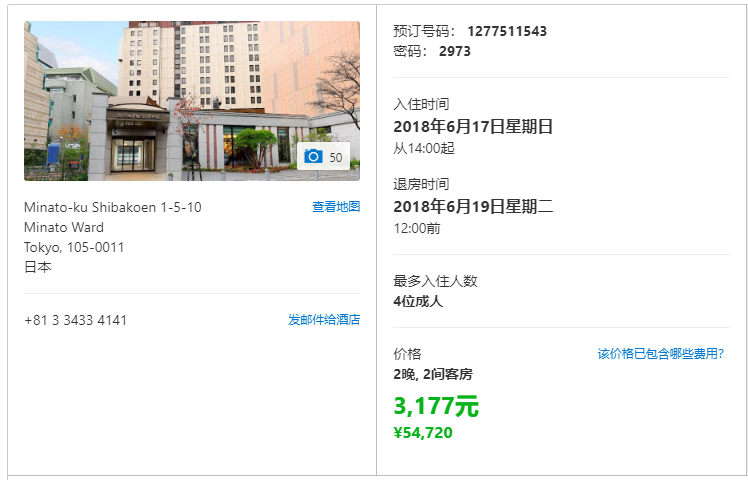 50
Minato-ku Shibakoen 1-5-10
查看地图
Minato Ward
Tokyo, 105-0011
日本
+81 3 3433 4141
发邮件给酒店
预订号码： 1277511543
密码： 2973
入住时间
2018年6月17日星期日
从14:00起
退房时间
2018年6月19日星期二
12:00前
最多入住人数
4位成人
价格
该价格已包含哪些费用？
2晚, 2间客房
3,177元
¥54,720